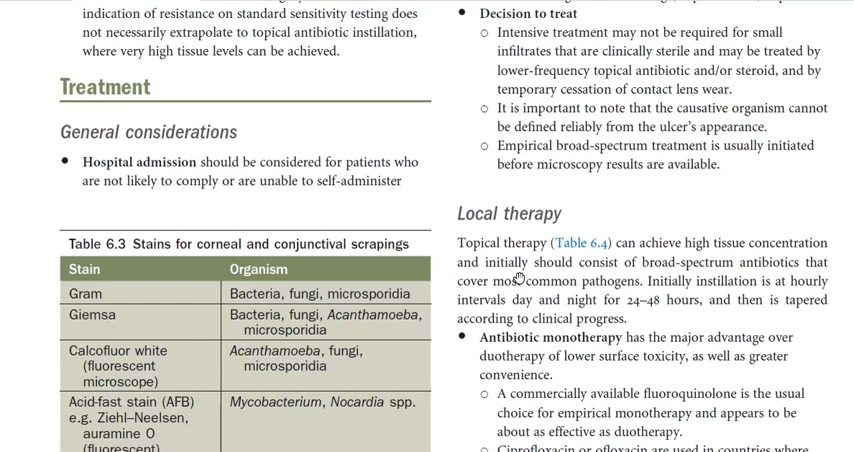 indication of resistance on standard sensitivity testing does
not necessarily extrapolate to topical antibiotic instillation,
where very high tissue levels can be achieved.
Treatment
General considerations
• Hospital admission should be considered for patients who
are not likely to comply or are unable to self-administer
Table 6.3 Stains for corneal and conjunctival scrapings
Stain Organism
Gram Bacteria, fungi, microsporidia
Giemsa Bacteria, fungi, Acanthamoeba,
microsporidia
Calcofluor white Acanthamoeba, fungi,
(fluorescent microsporidia
microscope)
Acid-fast stain (AFB) Mycobacterium, Nocardia spp.
e.g. Ziehl–Neelsen,
auramine O
(fluorescent)
• Decision to treat
○ Intensive treatment may not be required for small
infiltrates that are clinically sterile and may be treated by
lower-frequency topical antibiotic and/or steroid, and by
temporary cessation of contact lens wear.
○ It is important to note that the causative organism cannot
be defined reliably from the ulcer's appearance.
○ Empirical broad-spectrum treatment is usually initiated
before microscopy results are available.
Local therapy
Topical therapy (Table 6.4) can achieve high tissue concentration
and initially should consist of broad-spectrum antibiotics that
cover most common pathogens. Initially instillation is at hourly
intervals day and night for 24–48 hours, and then is tapered
according to clinical progress.
• Antibiotic monotherapy has the major advantage over
duotherapy of lower surface toxicity, as well as greater
convenience.
○ A commercially available fluoroquinolone is the usual
choice for empirical monotherapy and appears to be
about as effective as duotherapy.
○ Ciprofloxacin or ofloxacin are used in countries where